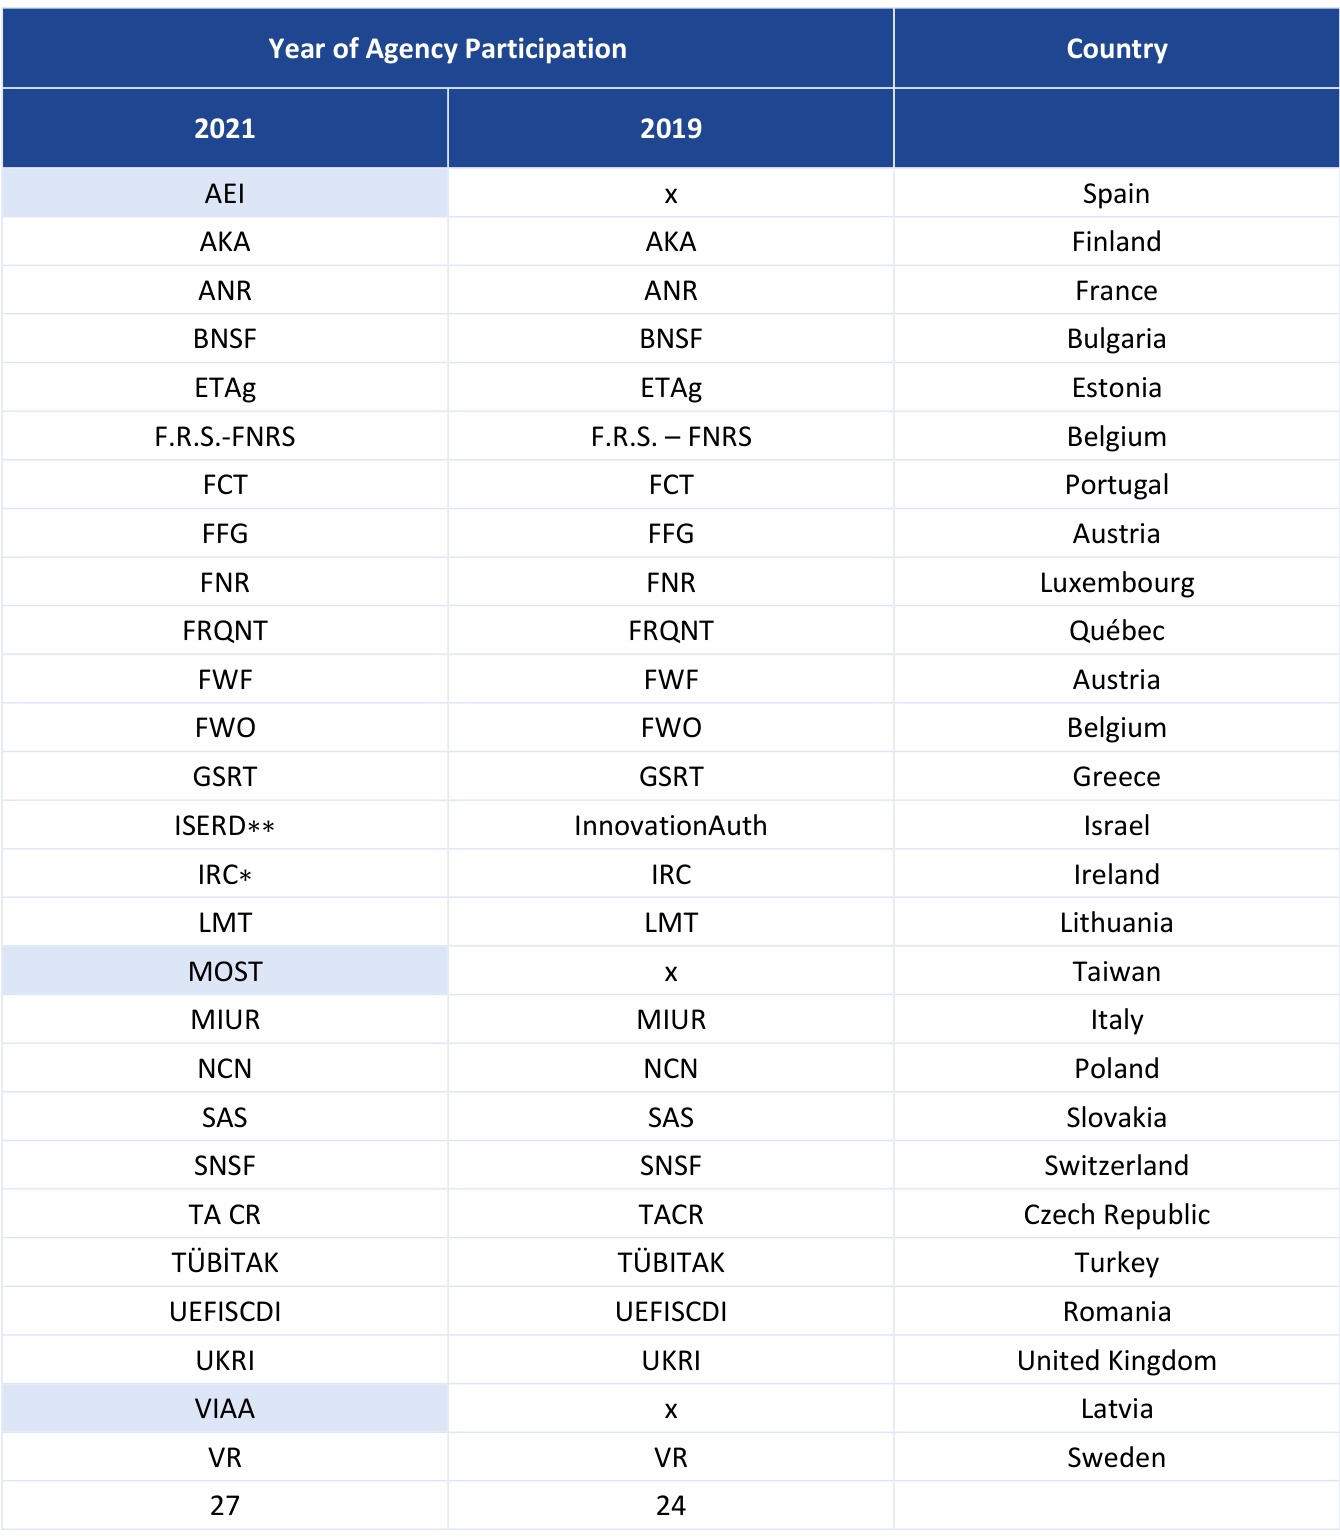 Year of Agency Participation Country
2021 2019
AEI x Spain
AKA AKA Finland
ANR ANR France
BNSF BNSF Bulgaria
ETAg ETAg Estonia
F.R.S.-FNRS F.R.S. – FNRS Belgium
FCT FCT Portugal
FFG FFG Austria
FNR FNR Luxembourg
FRQNT FRQNT Québec
FWF FWF Austria
FWO FWO Belgium
GSRT GSRT Greece
ISERD** InnovationAuth Israel
IRC* IRC Ireland
LMT LMT Lithuania
MOST x Taiwan
MIUR MIUR Italy
NCN NCN Poland
SAS SAS Slovakia
SNSF SNSF Switzerland
TA CR TACR Czech Republic
TÜBİTAK TÜBITAK Turkey
UEFISCDI UEFISCDI Romania
UKRI UKRI United Kingdom
VIAA x Latvia
VR VR Sweden
27 24